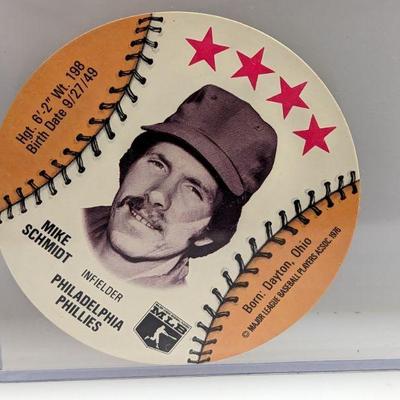 Hgt. 6'-2" Wt. 198
Birth Date 9/27/49
MIKE
SCHMIDT
INFIELDER
PHILADELPHIA
PHILLIES
MLB
Born: Dayton, Ohio
© MAJOR LEAGUE BASEBALL PLAYERS ASSOC. 1976